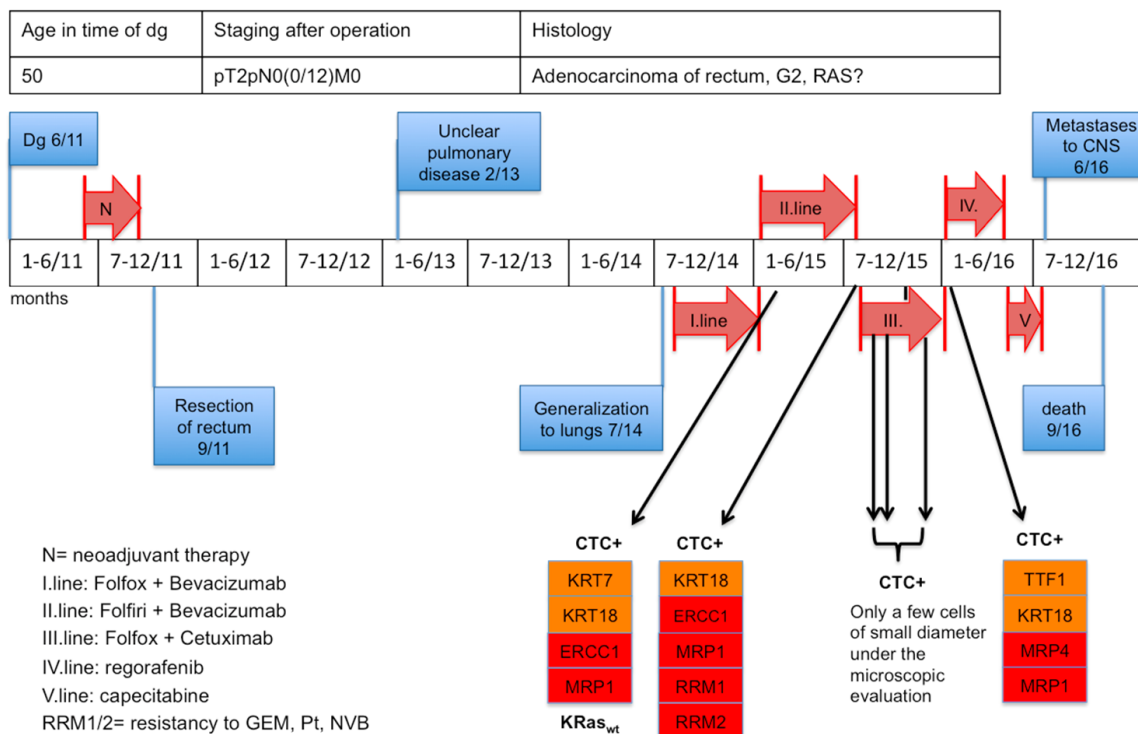 Age in time of dg
Staging after operation
Histology
50
pT2pN0(0/12)M0
Adenocarcinoma of rectum, G2, RAS?
Dg 6/11
Unclear
pulmonary
disease 2/13
Metastases
to CNS
6/16
N
II.line
IV.
1-6/11
7-12/11
1-6/12
7-12/12
1-6/13
7-12/13
1-6/14
7-12/14
1-6/15
7-12/15
1-6/16
7-12/16
months
I.line
III.
V
Resection
of rectum
9/11
Generalization
to lungs 7/14
death
9/16
N= neoadjuvant therapy
I.line: Folfox + Bevacizumab
II.line: Folfiri + Bevacizumab
III.line: Folfox + Cetuximab
IV.line: regorafenib
V.line: capecitabine
RRM1/2= resistancy to GEM, Pt, NVB
CTC+
KRT7
KRT18
ERCC1
MRP1
KRaswt
CTC+
KRT18
ERCC1
MRP1
RRM1
RRM2
CTC+
Only a few cells
of small diameter
under the
microscopic
evaluation
CTC+
TTF1
KRT18
MRP4
MRP1